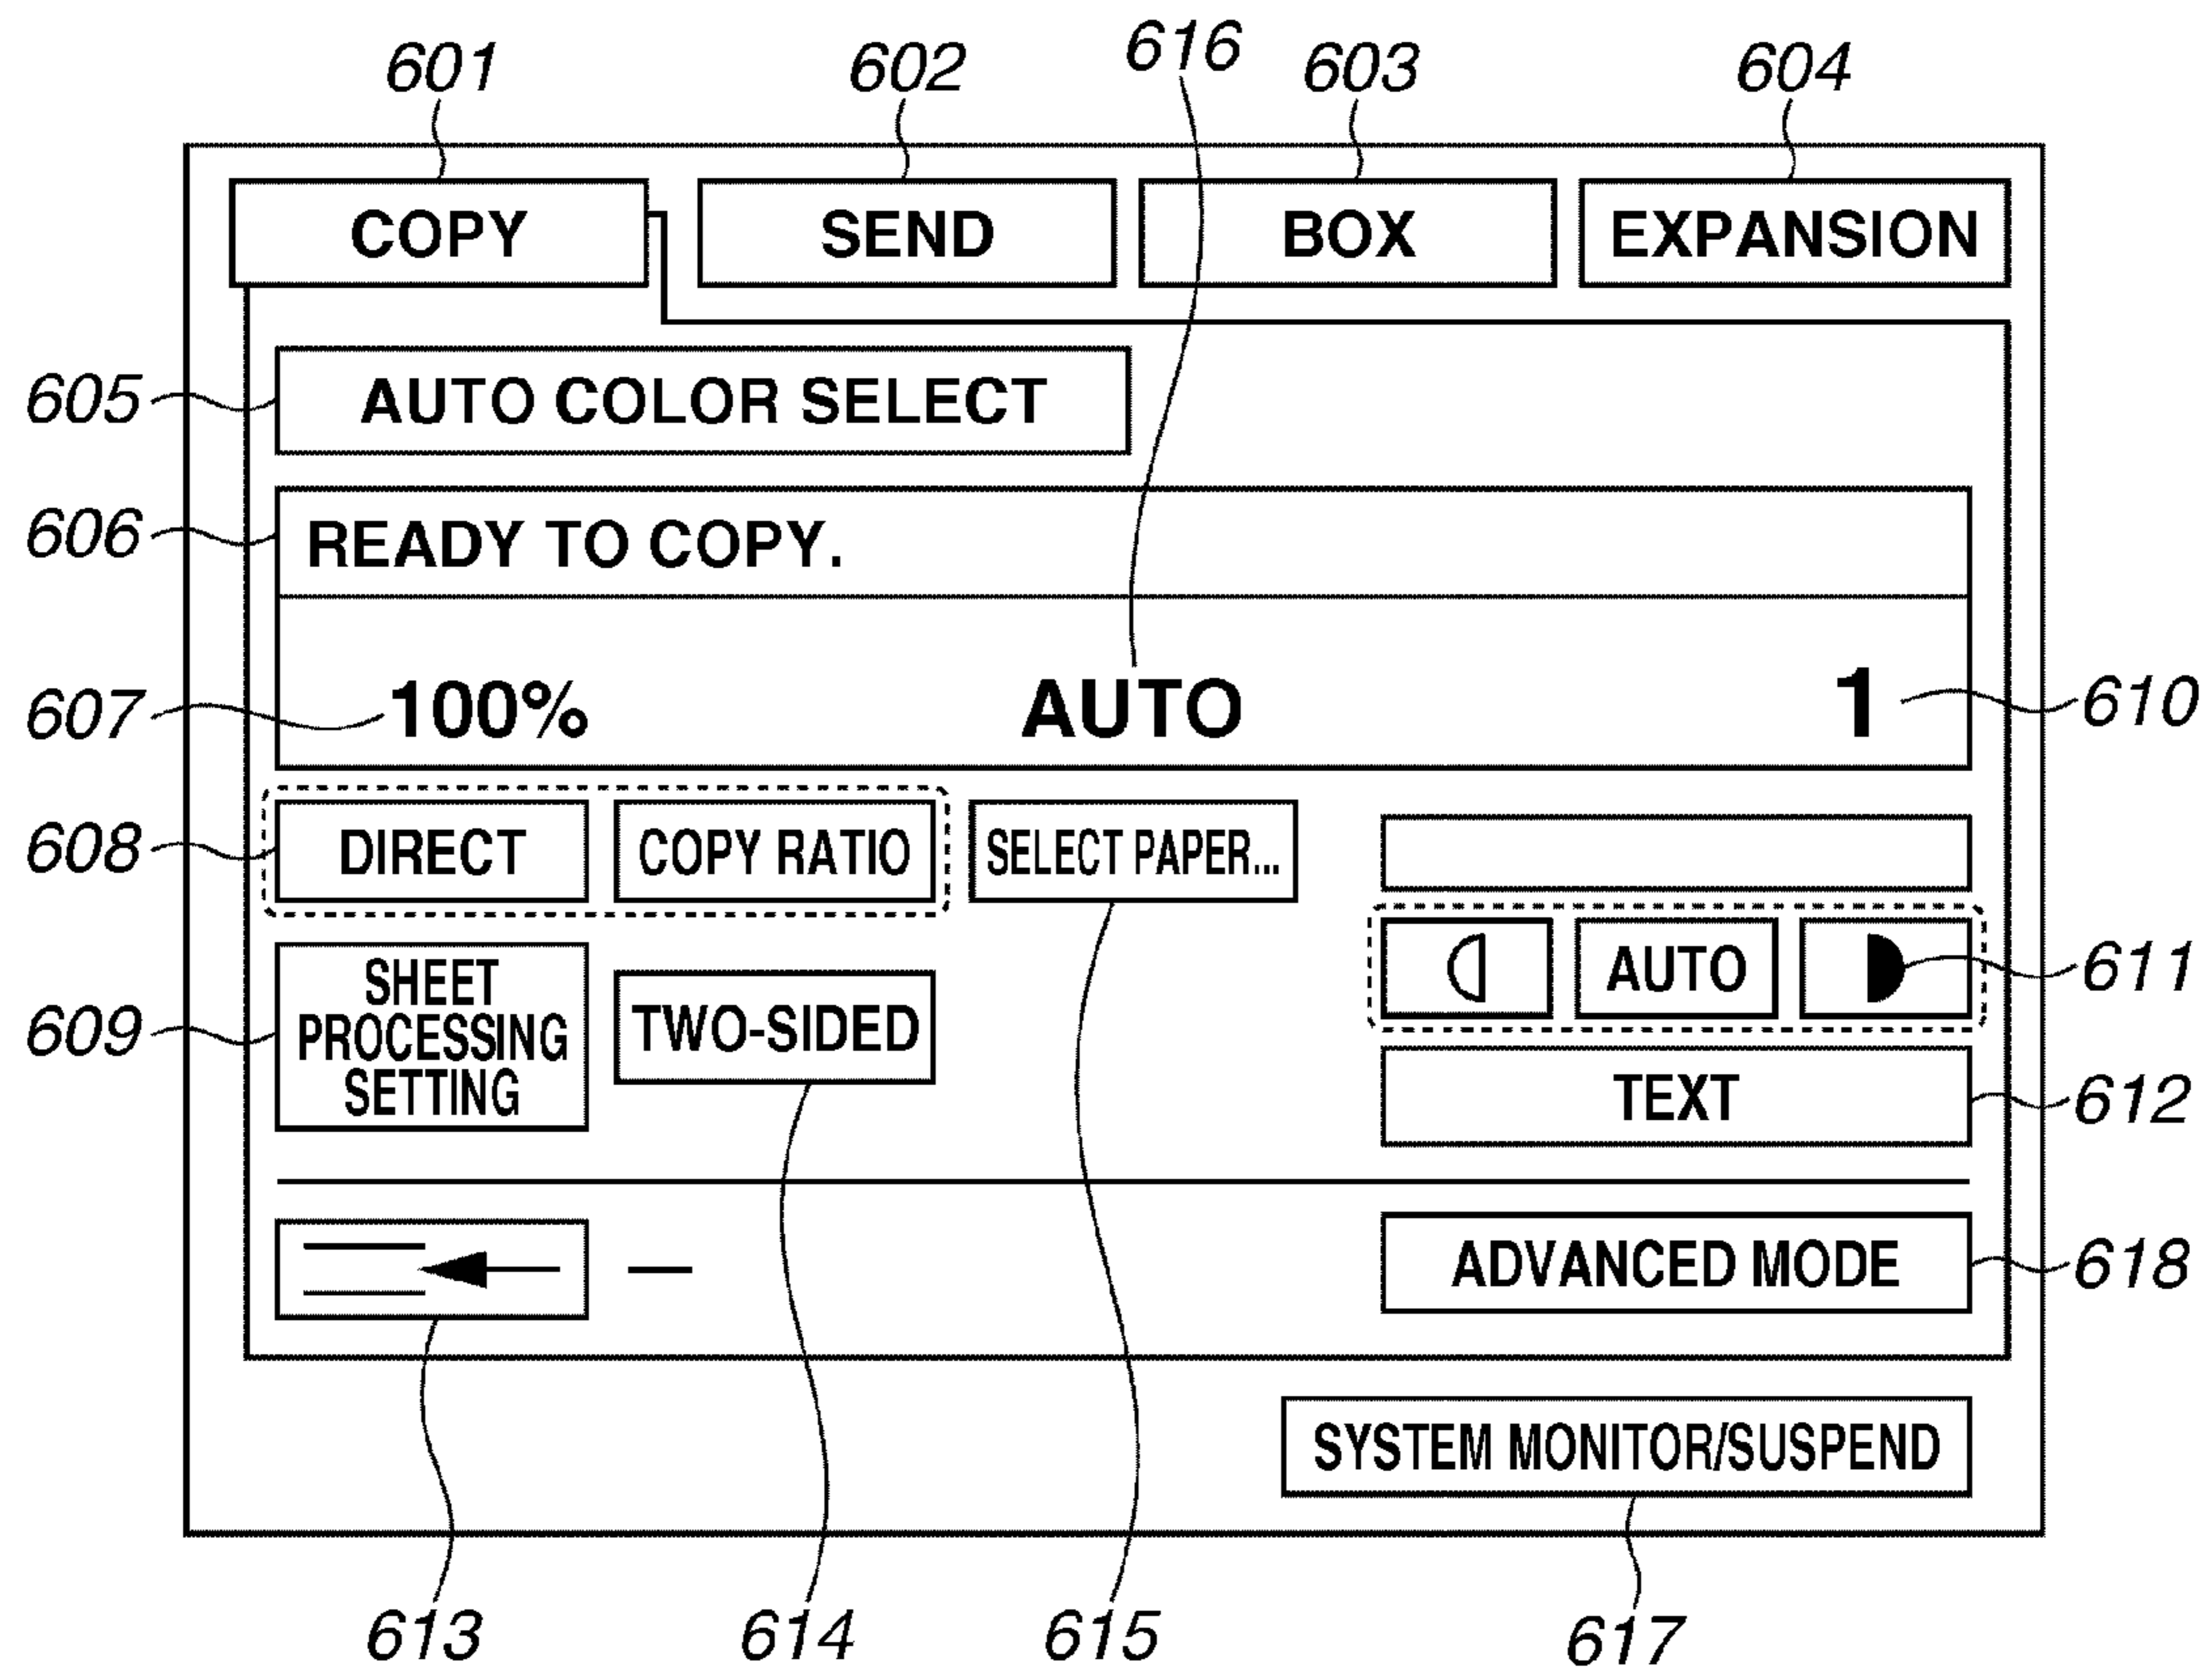 601
602
616
603
604
COPY
SEND
BOX
EXPANSION
605
AUTO COLOR SELECT
606
READY TO COPY.
607
100%
AUTO
1
610
608
DIRECT
COPY RATIO
SELECT PAPER...
609
SHEET
PROCESSING
SETTING
TWO-SIDED
AUTO
611
TEXT
612
ADVANCED MODE
618
SYSTEM MONITOR/SUSPEND
613
614
615
617